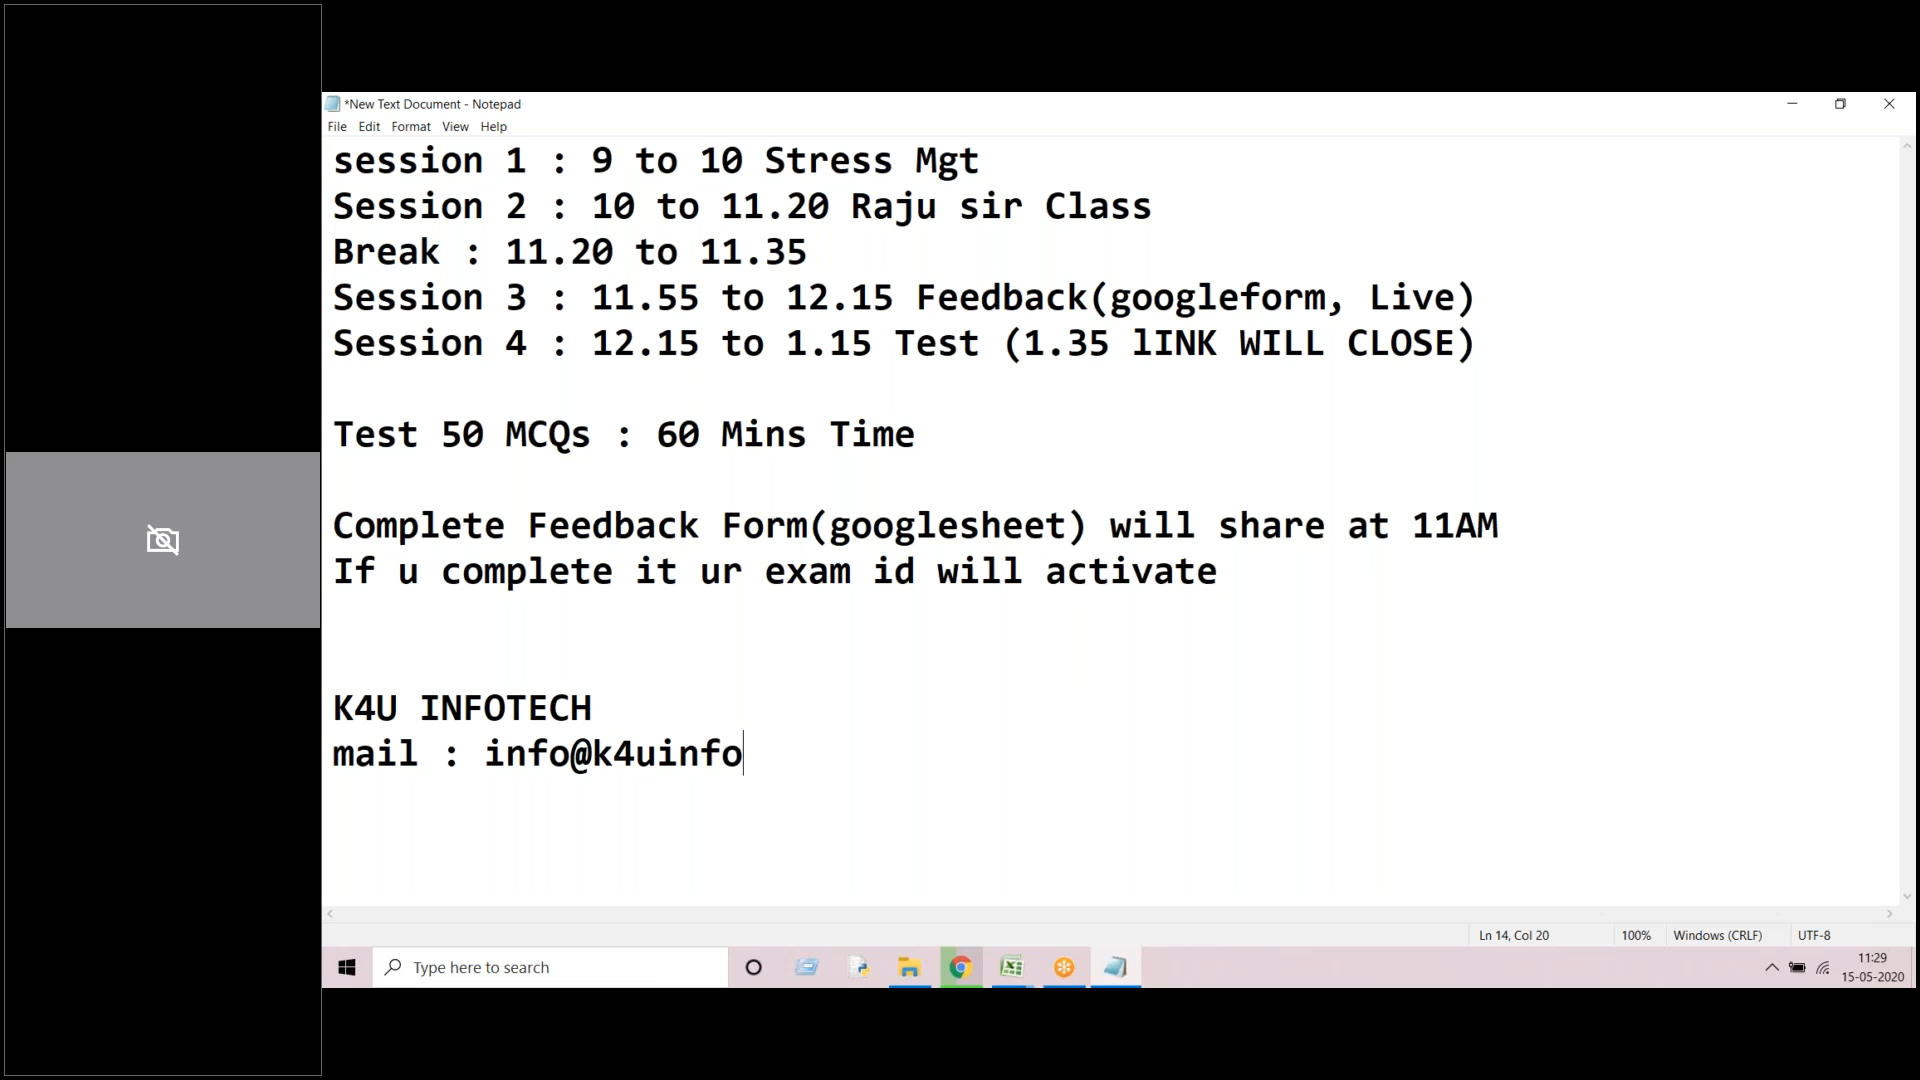 *New Text Document - Notepad
File Edit Format View Help
session 1 : 9 to 10 Stress Mgt
Session 2 : 10 to 11.20 Raju sir Class
Break : 11.20 to 11.35
Session 3 : 11.55 to 12.15 Feedback(googleform, Live)
Session 4 : 12.15 to 1.15 Test (1.35 lINK WILL CLOSE)
Test 50 MCQs : 60 Mins Time
Complete Feedback Form(googlesheet) will share at 11AM
If u complete it ur exam id will activate
K4U INFOTECH
mail : info@k4uinfo
Ln 14, Col 20 100% Windows (CRLF) UTF-8
Type here to search
11:29
15-05-2020